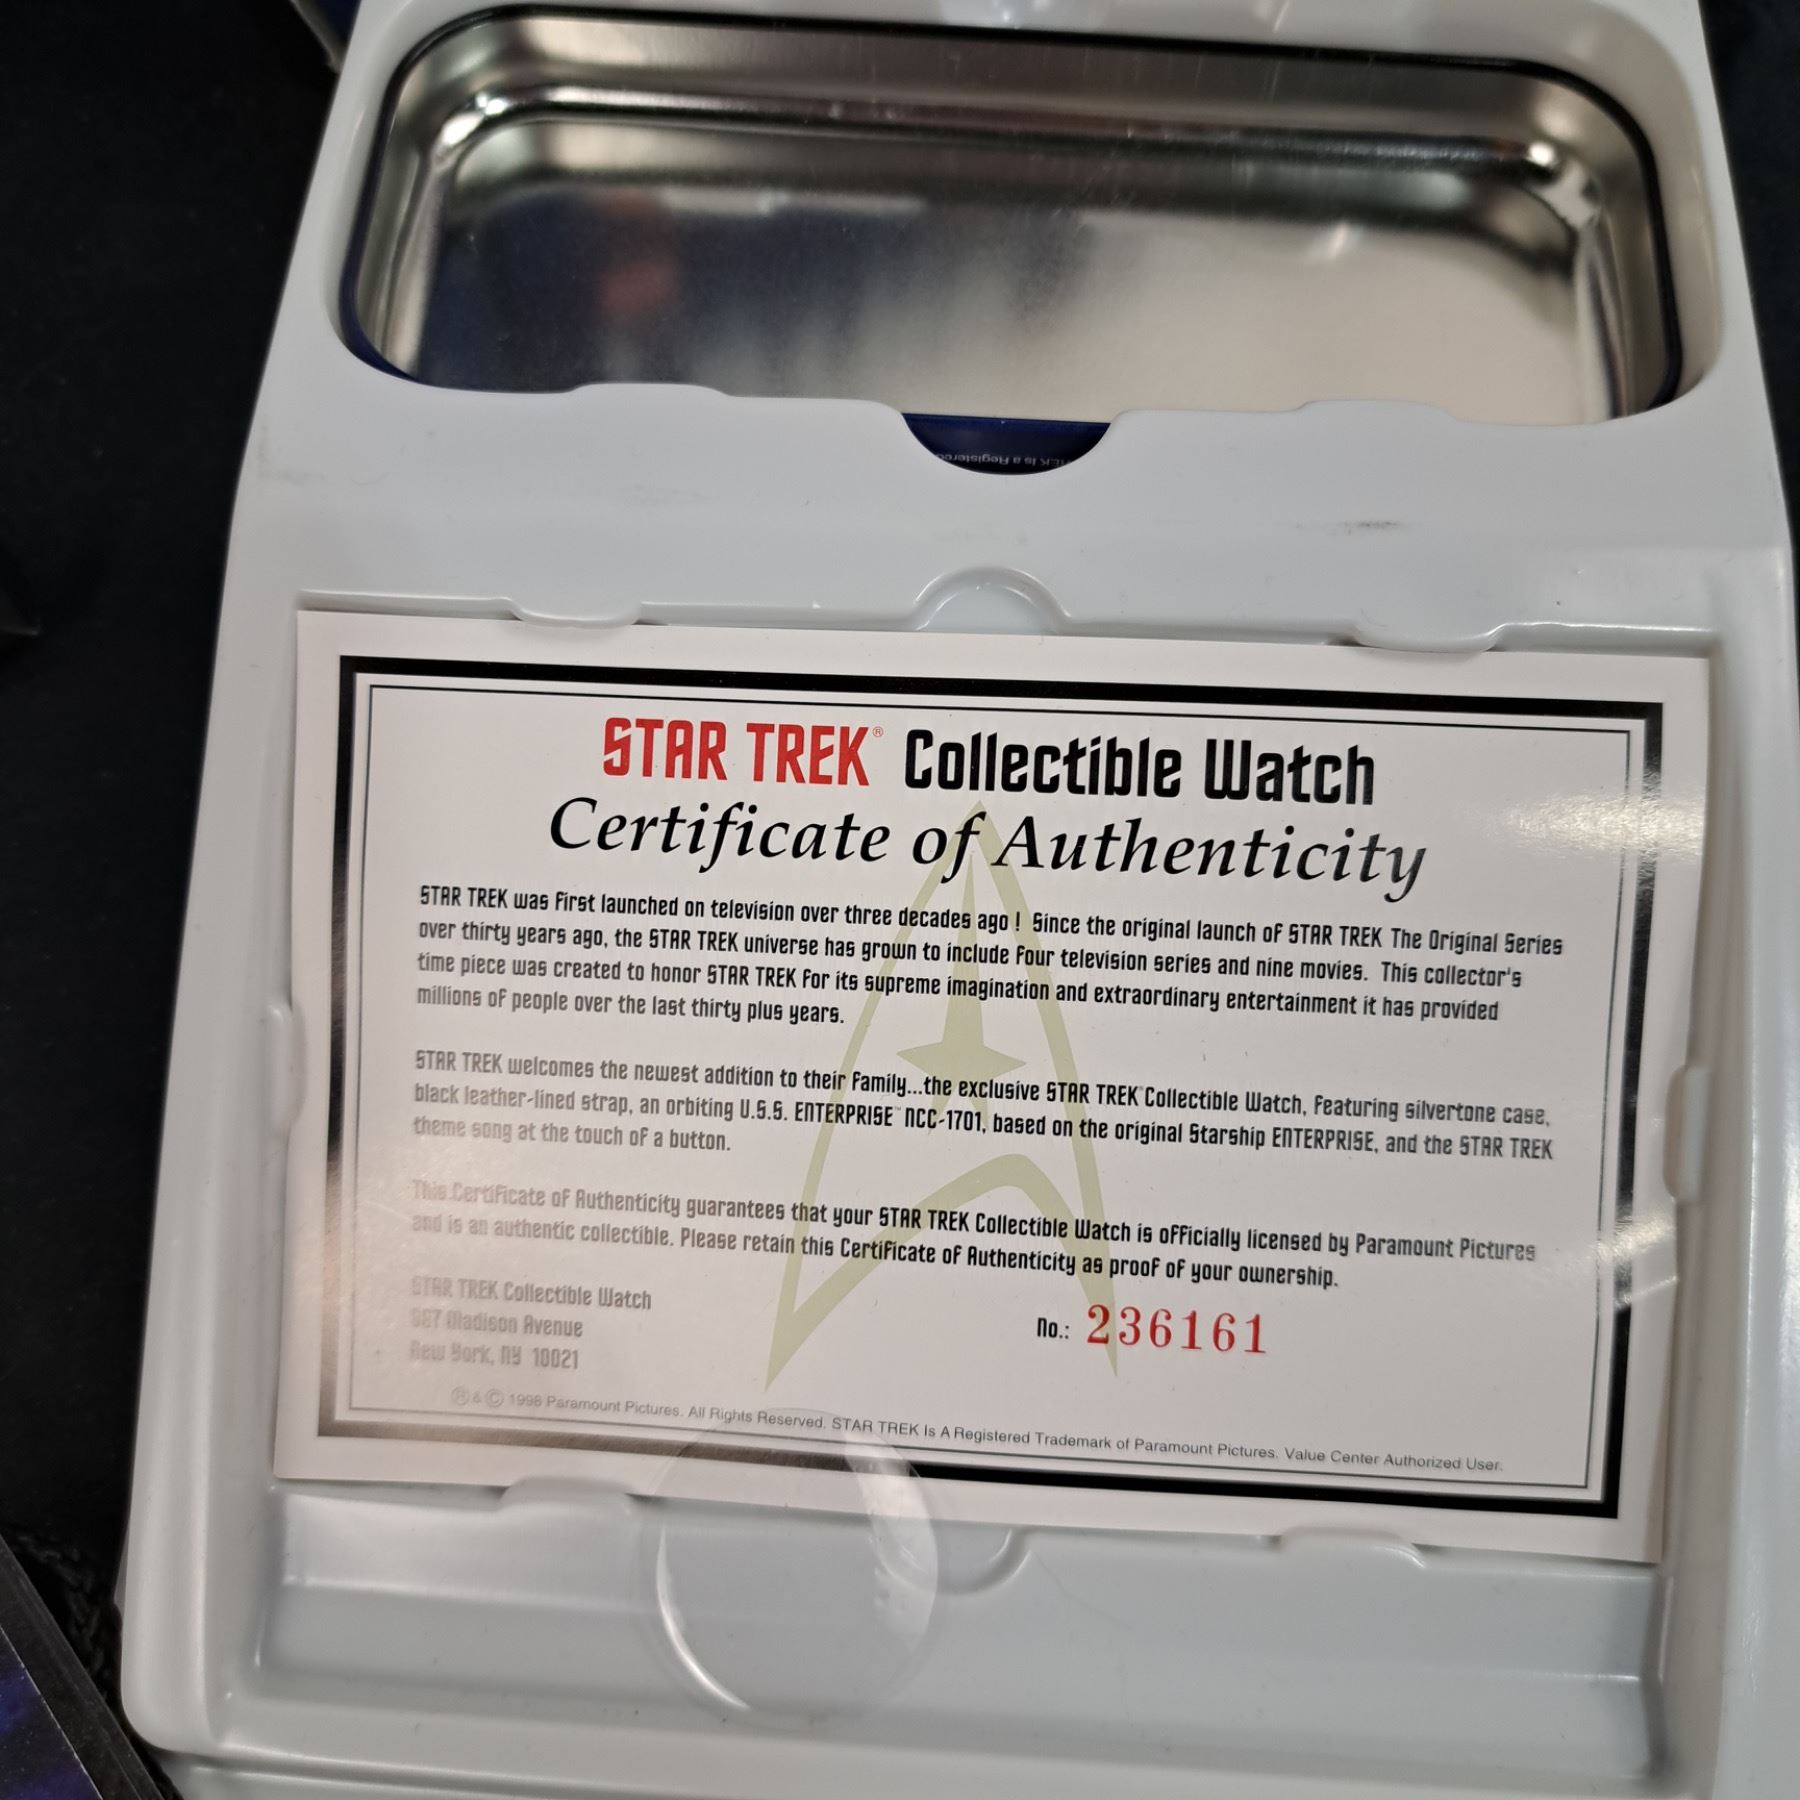 EK Is a Registered
STAR TREK® Collectible Watch
Certificate of Authenticity
STAR TREK was first launched on television over three decades ago ! Since the original launch of STAR TREK The Original Series
over thirty years ago, the STAR TREK universe has grown to include four television series and nine movies. This collector's
time piece was created to honor STAR TREK for its supreme imagination and extraordinary entertainment it has provided
millions of people over the last thirty plus years.
STAR TREK welcomes the newest addition to their family...the exclusive STAR TREK Collectible Watch, featuring silvertone case,
black leather-lined strap, an orbiting U.S.S. ENTERPRISE™ NCC-1701, based on the original Starship ENTERPRISE, and the STAR TREK
theme song at the touch of a button.
This Certificate of Authenticity guarantees that your STAR TREK Collectible Watch is officially licensed by Paramount Pictures
and is an authentic collectible. Please retain this Certificate of Authenticity as proof of your ownership.
STAR TREK Collectible Watch
Madison Avenue
New York, NY 10021
No.: 236161
® & © 1998 Paramount Pictures. All Rights Reserved. STAR TREK Is A Registered Trademark of Paramount Pictures. Value Center Authorized User.